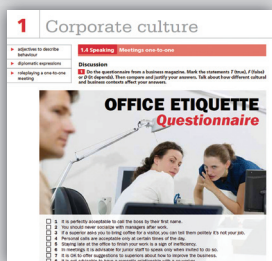 1 Corporate culture
▶ adjectives to describe
behaviour
▶ diplomatic expressions
▶ roleplaying a one-to-one
meeting
1.4 Speaking Meetings one-to-one
Discussion
1 Do the questionnaire from a business magazine. Mark the statements T (true), F (false)
or D (it depends). Then compare and justify your answers. Talk about how different cultural
and business contexts affect your answers.
OFFICE ETIQUETTE
Questionnaire
1 It is perfectly acceptable to call the boss by their first name.
2 You should never socialise with managers after work.
3 If a superior asks you to bring coffee for a visitor, you can tell them politely it's not your job.
4 Personal calls are acceptable only at certain times of the day.
5 Staying late at the office to finish your work is a sign of inefficiency.
6 In meetings it is advisable for junior staff to speak only when invited to do so.
7 It is OK to offer suggestions to superiors about how to improve the business.